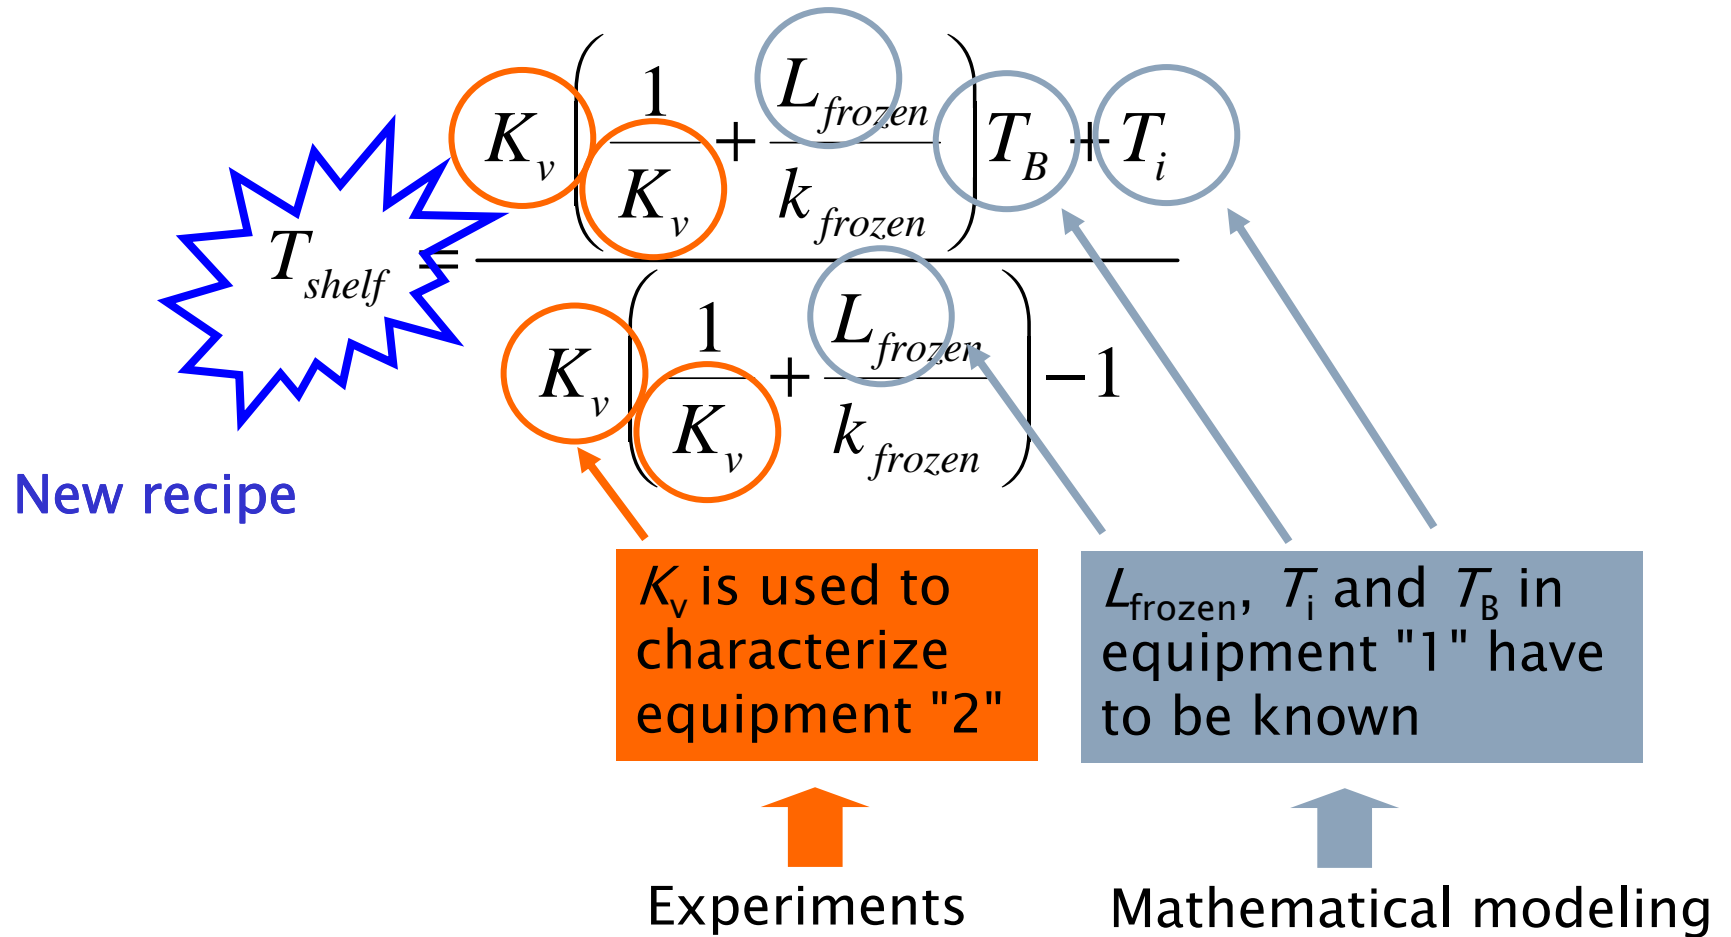 T_shelf = (K_v (1/K_v + L_frozen/k_frozen) T_B + T_i) / (K_v (1/K_v + L_frozen/k_frozen) −1)
New recipe
K_v is used to
characterize
equipment "2"
L_frozen, T_i and T_B in
equipment "1" have
to be known
Experiments
Mathematical modeling